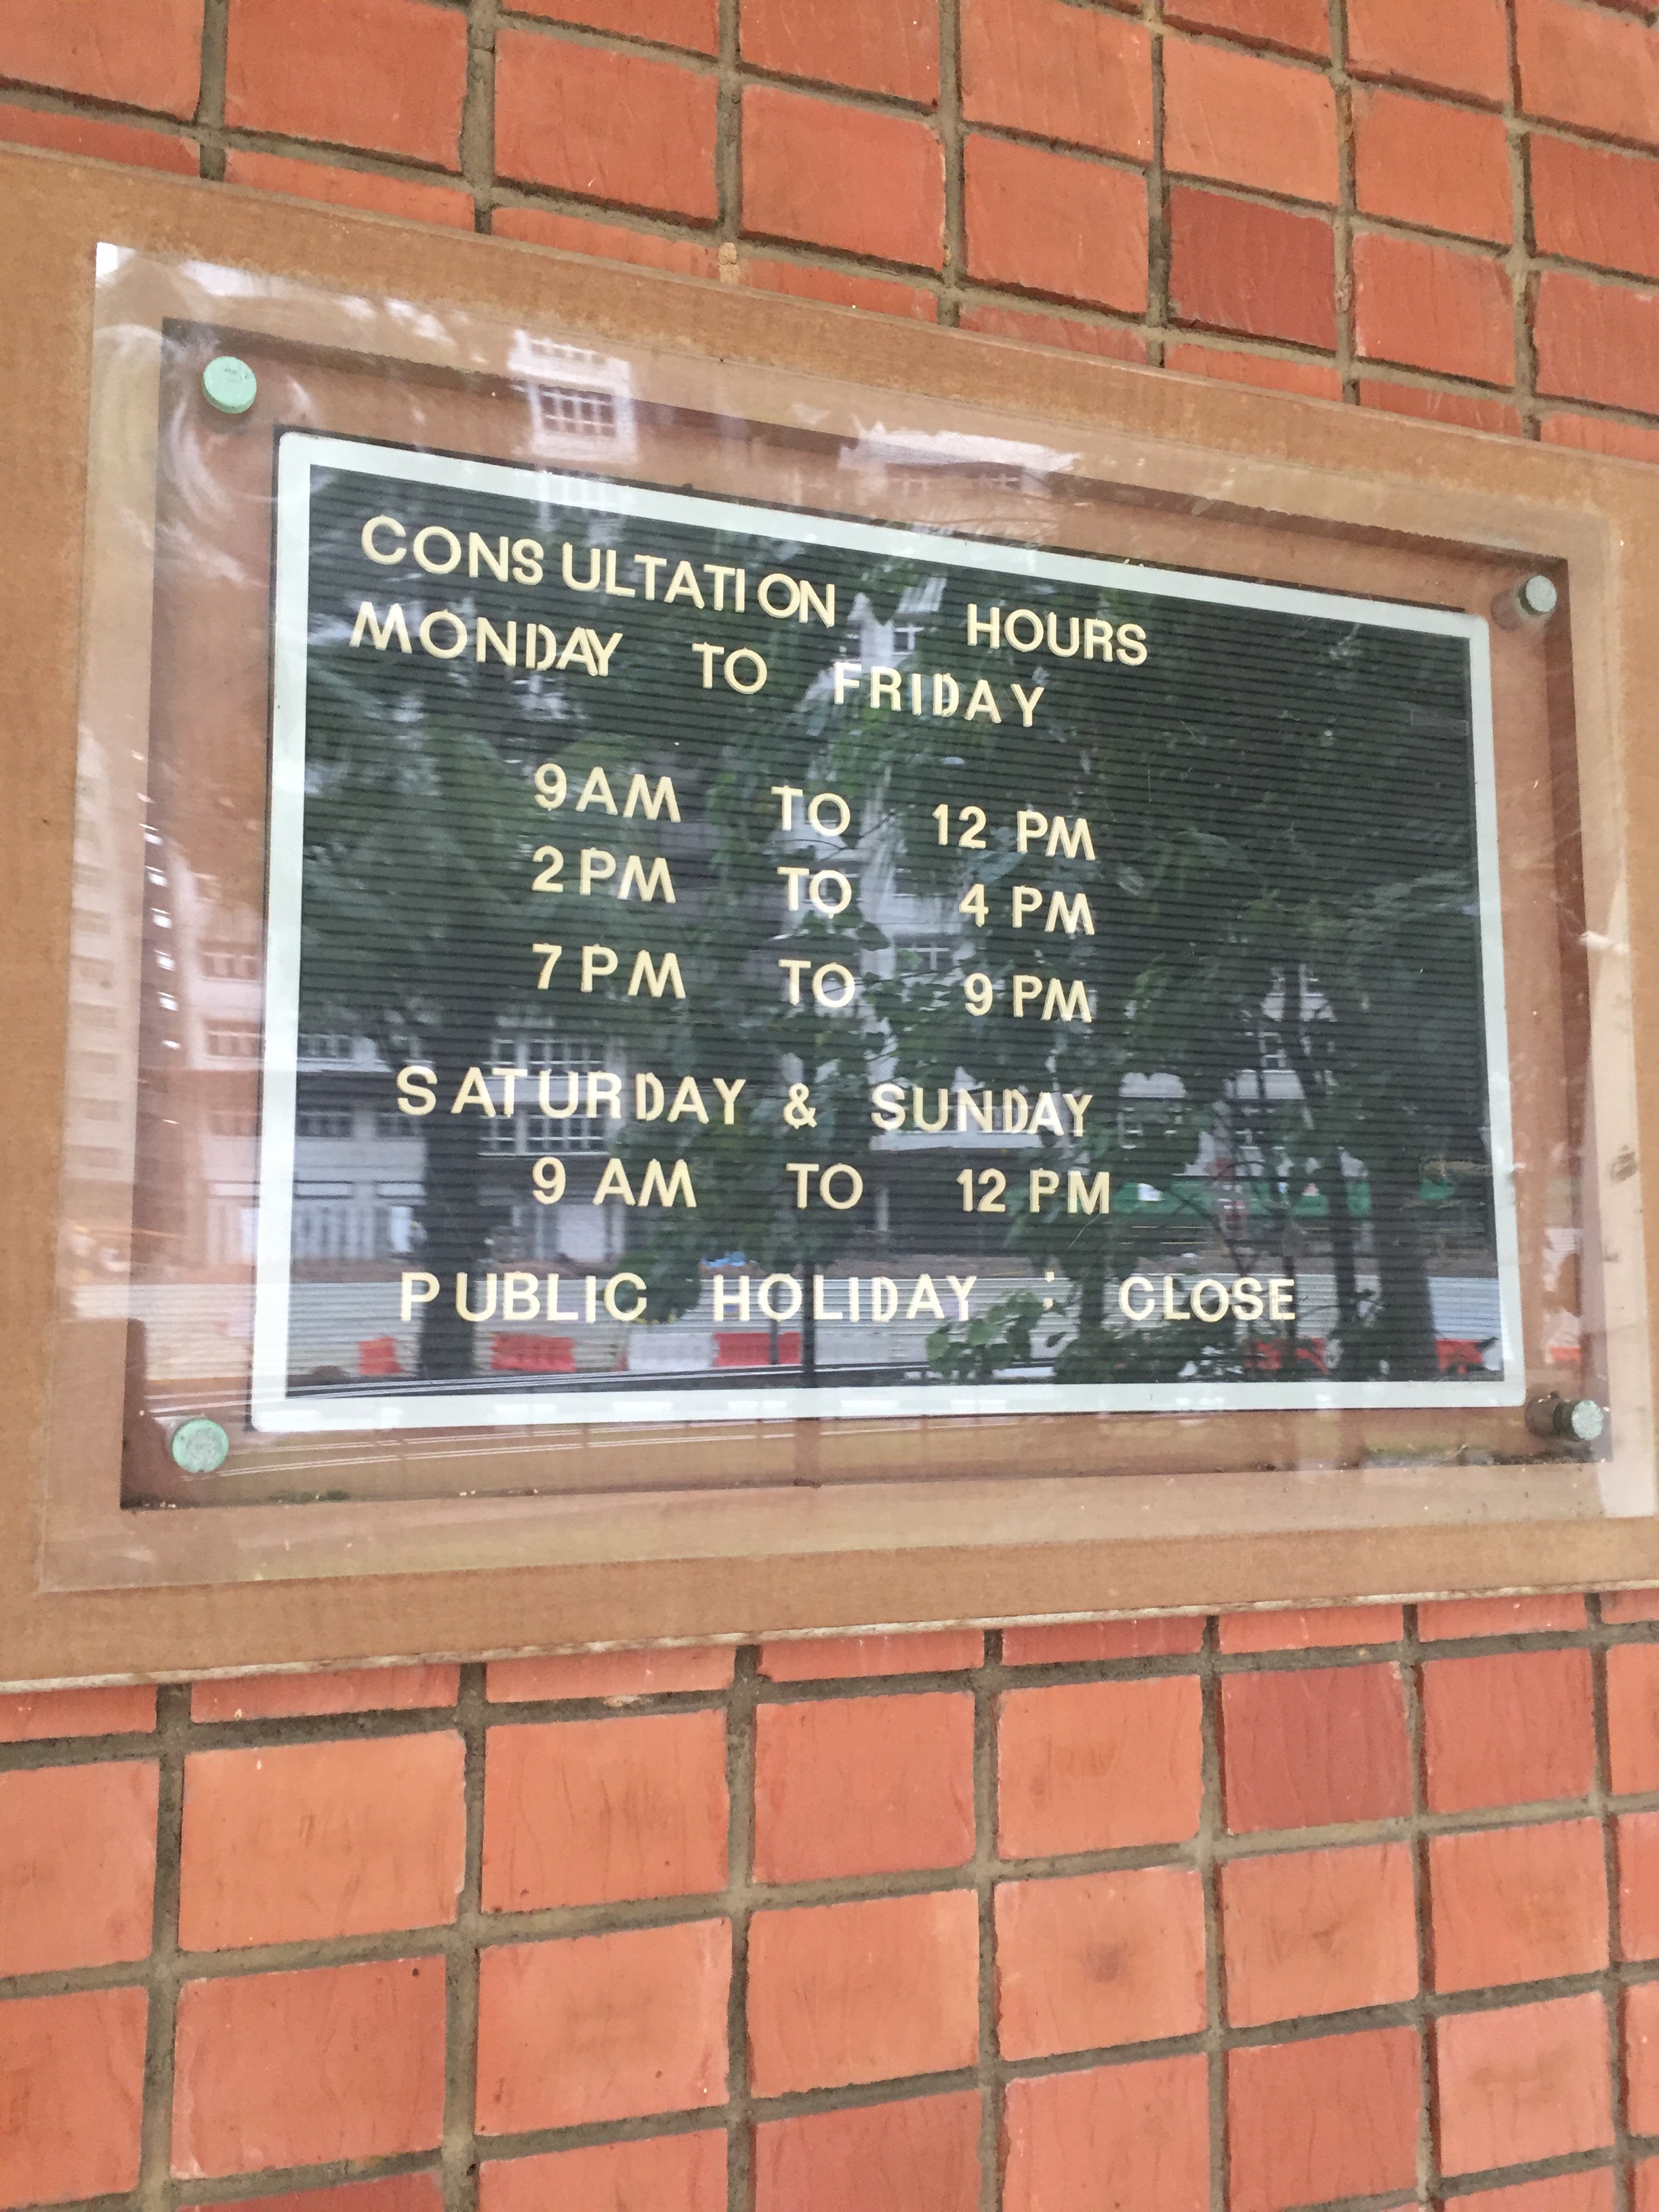 CONSULTATION HOURS
MONDAY TO FRIDAY
9AM TO 12 PM
2PM TO 4 PM
7PM TO 9 PM
SATURDAY & SUNDAY
9 AM TO 12 PM
PUBLIC HOLIDAY : CLOSE